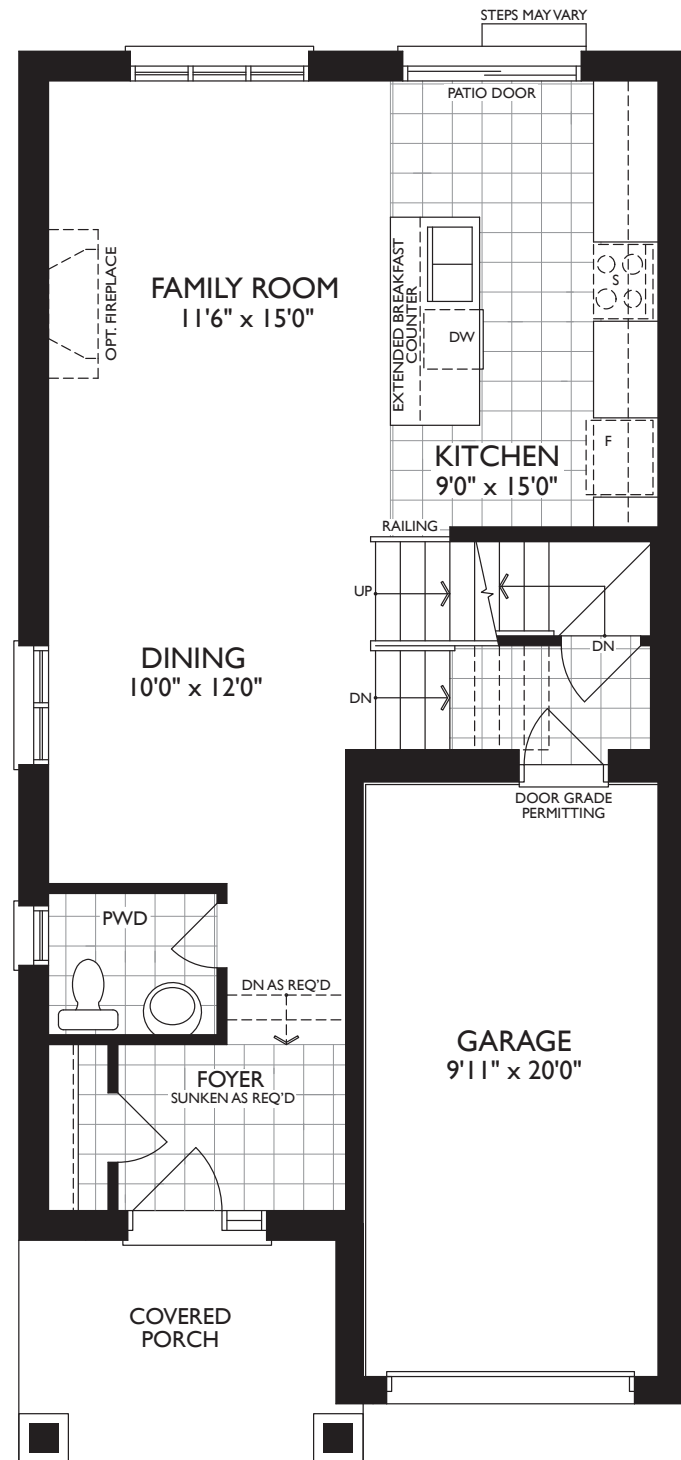 STEPS MAY VARY
PATIO DOOR
FAMILY ROOM
11'6" x 15'0"
OPT. FIREPLACE
EXTENDED BREAKFAST
COUNTER
DW
S
F
KITCHEN
9'0" x 15'0"
RAILING
UP
DN
DINING
10'0" x 12'0"
DN
DOOR GRADE
PERMITTING
PWD
DN AS REQ'D
FOYER
SUNKEN AS REQ'D
GARAGE
9'11" x 20'0"
COVERED
PORCH